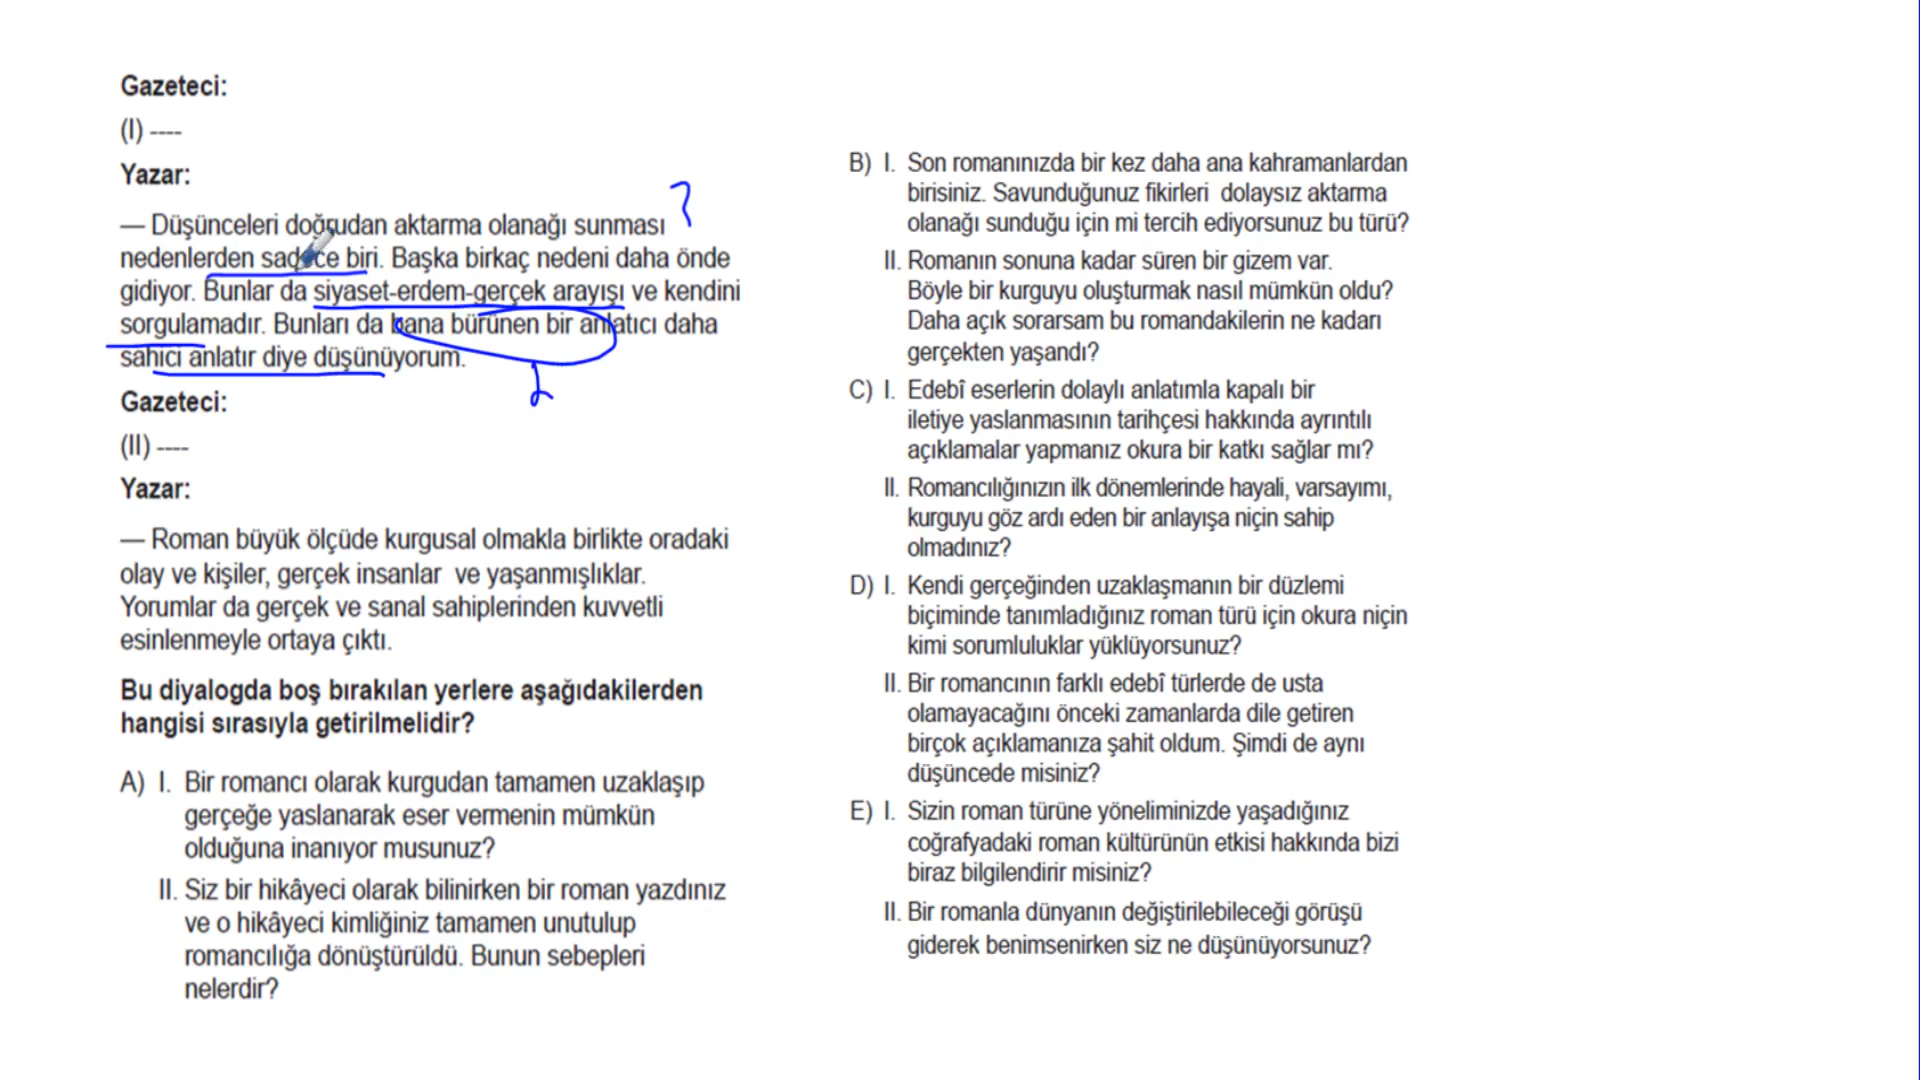 Gazeteci:
(I) ----
Yazar:
— Düşünceleri doğrudan aktarma olanağı sunması
nedenlerden sadece biri. Başka birkaç nedeni daha önde
gidiyor. Bunlar da siyaset-erdem-gerçek arayışı ve kendini
sorgulamadır. Bunları da bana bürünen bir anlatıcı daha
sahici anlatır diye düşünüyorum.
Gazeteci:
(II) ----
Yazar:
— Roman büyük ölçüde kurgusal olmakla birlikte oradaki
olay ve kişiler, gerçek insanlar ve yaşanmışlıklar.
Yorumlar da gerçek ve sanal sahiplerinden kuvvetli
esinlenmeyle ortaya çıktı.
Bu diyalogda boş bırakılan yerlere aşağıdakilerden
hangisi sırasıyla getirilmelidir?
A) I. Bir romancı olarak kurgudan tamamen uzaklaşıp
gerçeğe yaslanarak eser vermenin mümkün
olduğuna inanıyor musunuz?
II. Siz bir hikâyeci olarak bilinirken bir roman yazdınız
ve o hikâyeci kimliğiniz tamamen unutulup
romancılığa dönüştürüldü. Bunun sebepleri
nelerdir?
B) I. Son romanınızda bir kez daha ana kahramanlardan
birisiniz. Savunduğunuz fikirleri dolaysız aktarma
olanağı sunduğu için mi tercih ediyorsunuz bu türü?
II. Romanın sonuna kadar süren bir gizem var.
Böyle bir kurguyu oluşturmak nasıl mümkün oldu?
Daha açık sorarsam bu romandakilerin ne kadarı
gerçekten yaşandı?
C) I. Edebî eserlerin dolaylı anlatımla kapalı bir
iletiye yaslanmasının tarihçesi hakkında ayrıntılı
açıklamalar yapmanız okura bir katkı sağlar mı?
II. Romancılığınızın ilk dönemlerinde hayali, varsayımı,
kurguyu göz ardı eden bir anlayışa niçin sahip
olmadınız?
D) I. Kendi gerçeğinden uzaklaşmanın bir düzlemi
biçiminde tanımladığınız roman türü için okura niçin
kimi sorumluluklar yüklüyorsunuz?
II. Bir romancının farklı edebî türlerde de usta
olamayacağını önceki zamanlarda dile getiren
birçok açıklamanıza şahit oldum. Şimdi de aynı
düşüncede misiniz?
E) I. Sizin roman türüne yöneliminizde yaşadığınız
coğrafyadaki roman kültürünün etkisi hakkında bizi
biraz bilgilendirir misiniz?
II. Bir romanla dünyanın değiştirilebileceği görüşü
giderek benimsenirken siz ne düşünüyorsunuz?